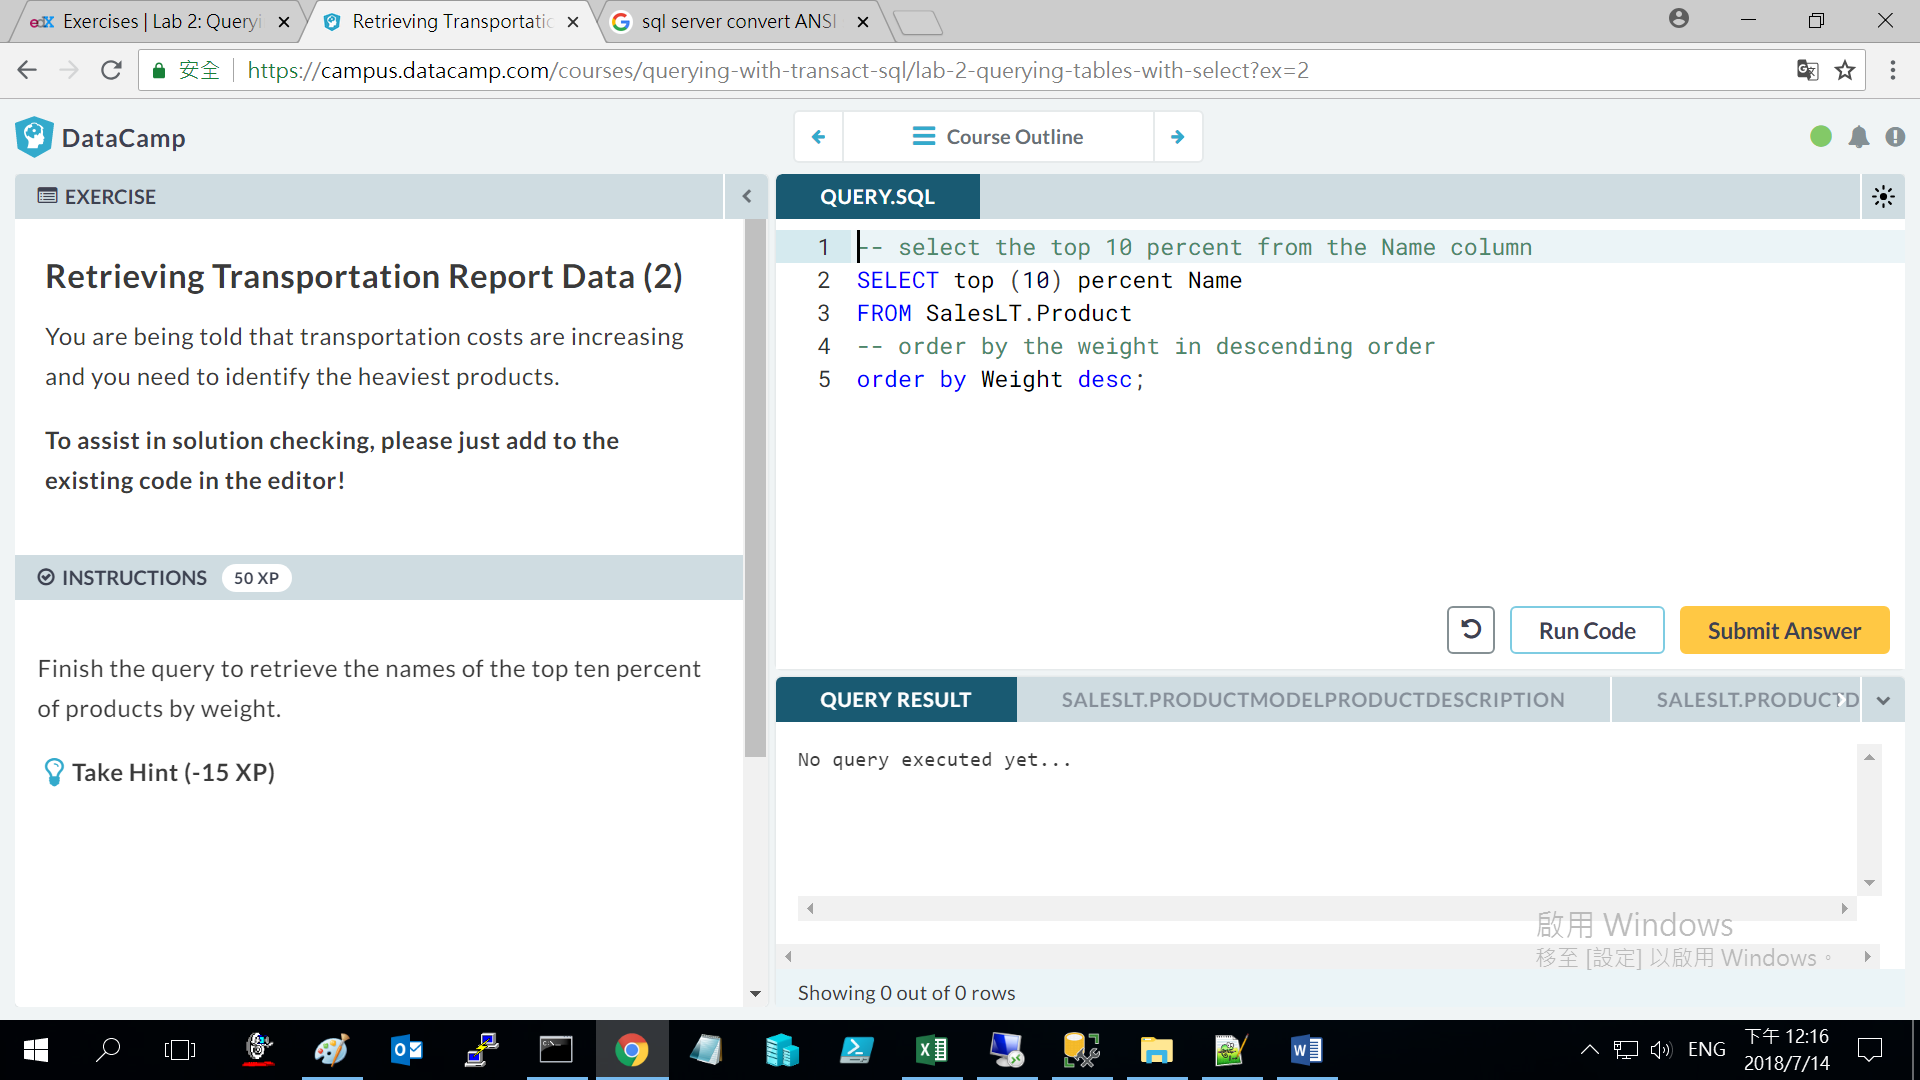 Exercises | Lab 2: Queryi
Retrieving Transportatic
sql server convert ANSI
安全
https://campus.datacamp.com/courses/querying-with-transact-sql/lab-2-querying-tables-with-select?ex=2
DataCamp
Course Outline
EXERCISE
Retrieving Transportation Report Data (2)
You are being told that transportation costs are increasing
and you need to identify the heaviest products.
To assist in solution checking, please just add to the
existing code in the editor!
INSTRUCTIONS
50 XP
Finish the query to retrieve the names of the top ten percent
of products by weight.
Take Hint (-15 XP)
QUERY.SQL
1 -- select the top 10 percent from the Name column
2 SELECT top (10) percent Name
3 FROM SalesLT.Product
4 -- order by the weight in descending order
5 order by Weight desc;
Run Code
Submit Answer
QUERY RESULT
SALESLT.PRODUCTMODELPRODUCTDESCRIPTION
SALESLT.PRODUCTD
No query executed yet...
Showing 0 out of 0 rows
啟用 Windows
移至 [設定] 以啟用 Windows。
ENG
下午 12:16
2018/7/14